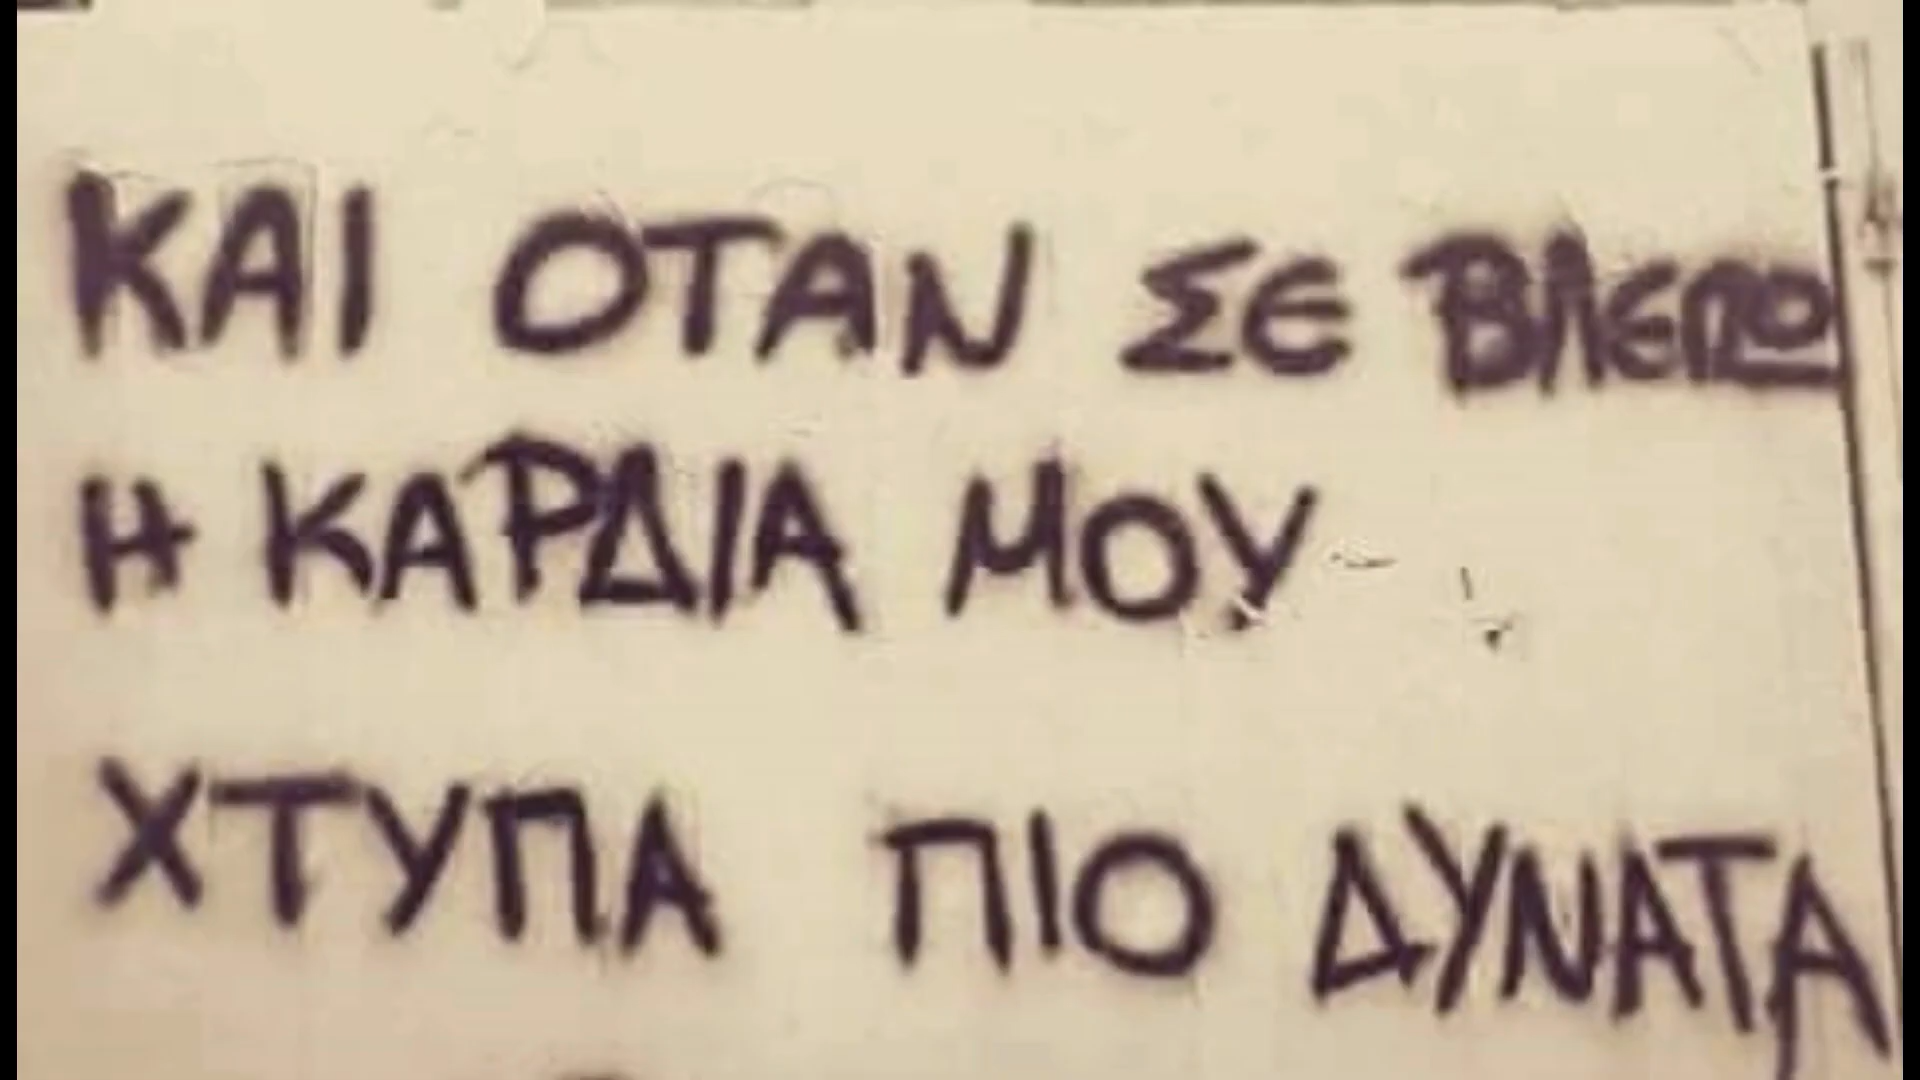 ΚΑΙ ΟΤΑΝ ΣΕ ΒΛΕΠΩ
Η ΚΑΡΔΙΑ ΜΟΥ
ΧΤΥΠΑ ΠΙΟ ΔΥΝΑΤΑ